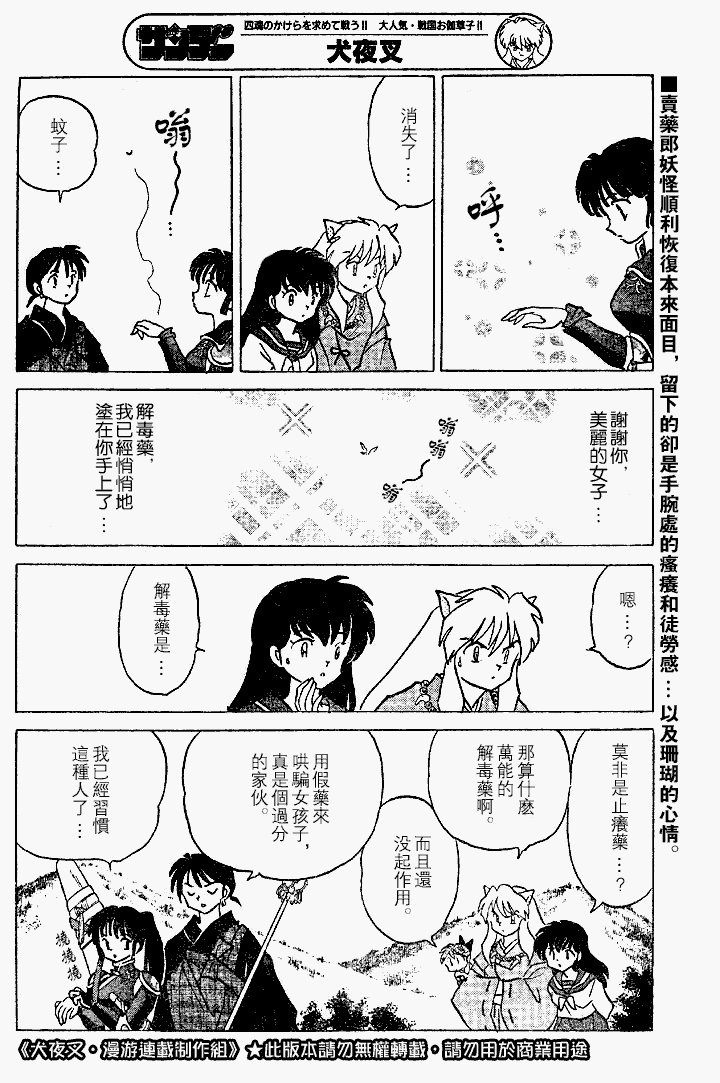 サンデー
四魂のかけらを求めて戦う!! 大人気・戦国お伽草子!!
犬夜叉
■賣藥郎妖怪順利恢復本來面目，留下的卻是手腕處的瘙癢和徒勞感…以及珊瑚的心情。
呼…
消失了…
嗡…
蚊子…
謝謝你，
美麗的女子…
嗡
嗡
嗡
解毒藥，
我已經悄悄地
塗在你手上了…
嗯…？
解毒藥是…
莫非是止癢藥…？
那算什麽
萬能的
解毒藥啊。
而且還
没起作用。
用假藥來
哄騙女孩子，
真是個過分
的家伙。
我已經習慣
這種人了…
撓撓撓
《犬夜叉·漫游連載制作組》★此版本請勿無權轉載·請勿用於商業用途